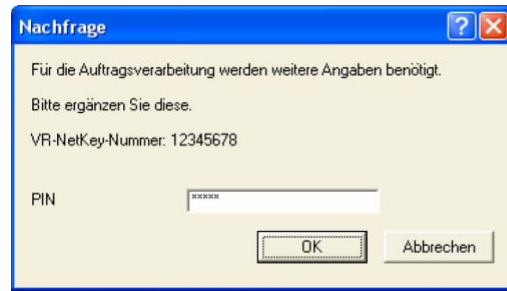 Nachfrage
Für die Auftragsverarbeitung werden weitere Angaben benötigt.
Bitte ergänzen Sie diese.
VR-NetKey-Nummer: 12345678
PIN ×××××
OK Abbrechen